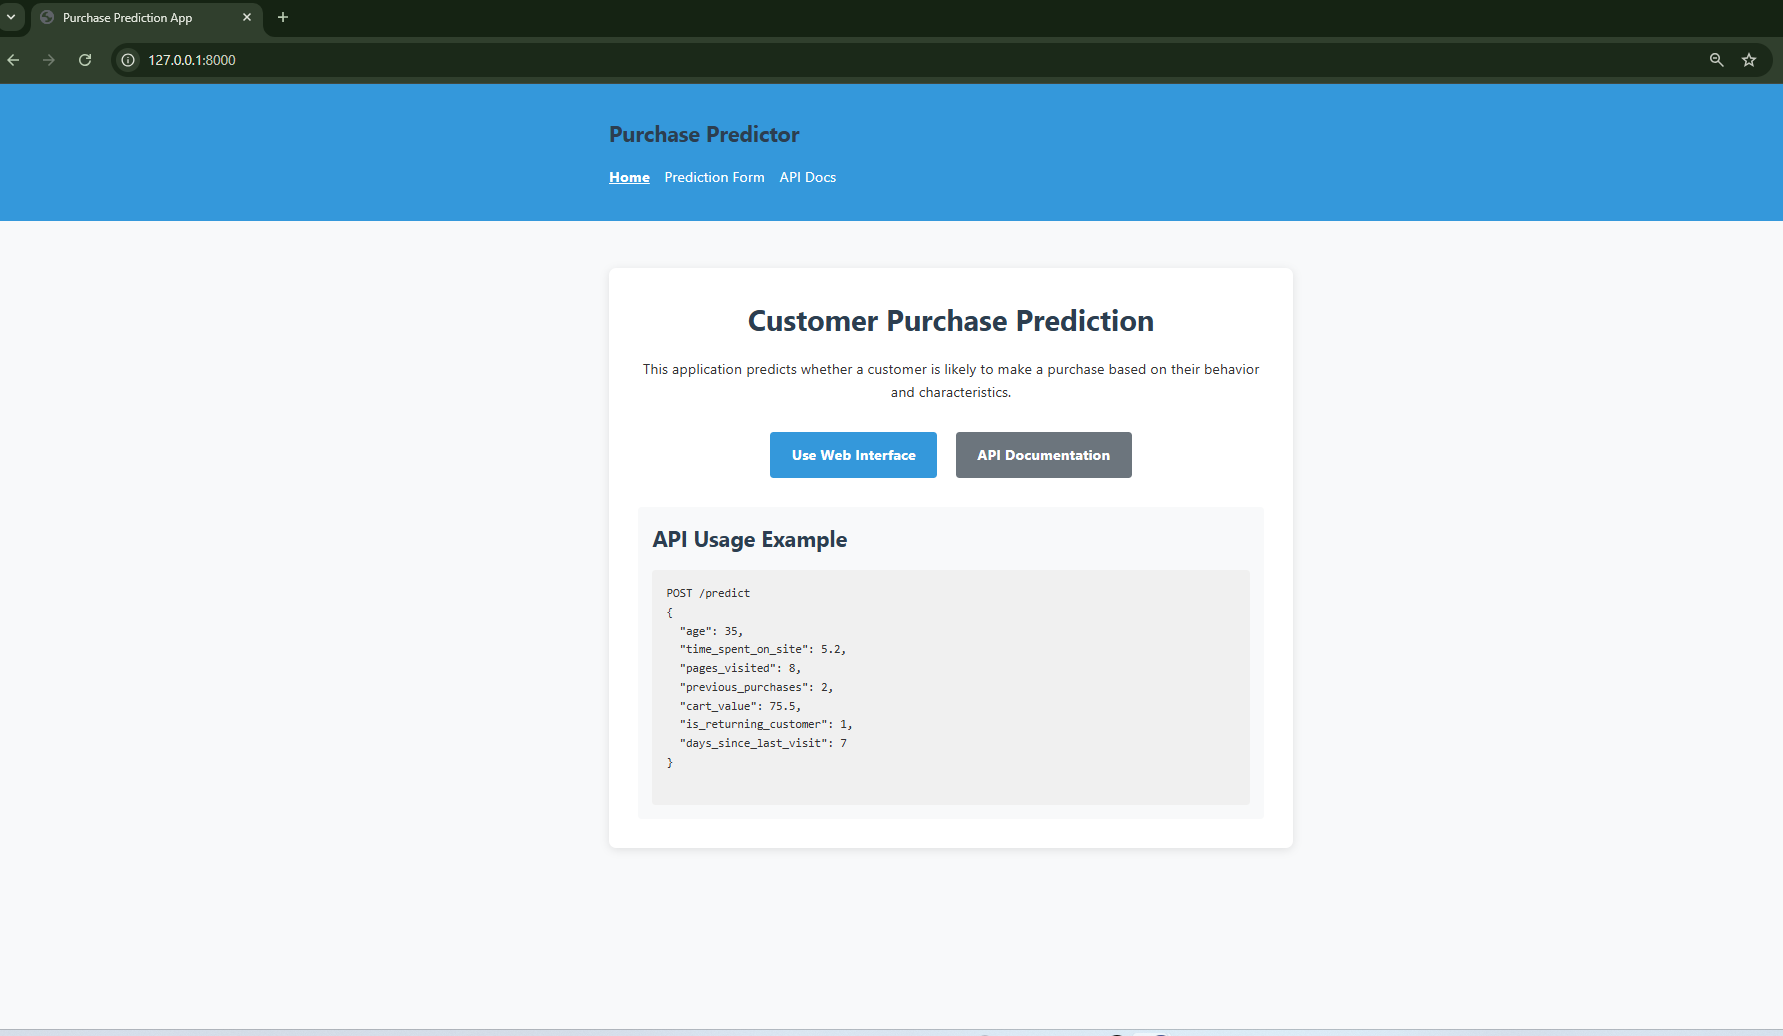 Purchase Prediction App
127.0.0.1:8000
Purchase Predictor
Home Prediction Form API Docs
Customer Purchase Prediction
This application predicts whether a customer is likely to make a purchase based on their behavior
and characteristics.
Use Web Interface API Documentation
API Usage Example
POST /predict
{
  "age": 35,
  "time_spent_on_site": 5.2,
  "pages_visited": 8,
  "previous_purchases": 2,
  "cart_value": 75.5,
  "is_returning_customer": 1,
  "days_since_last_visit": 7
}